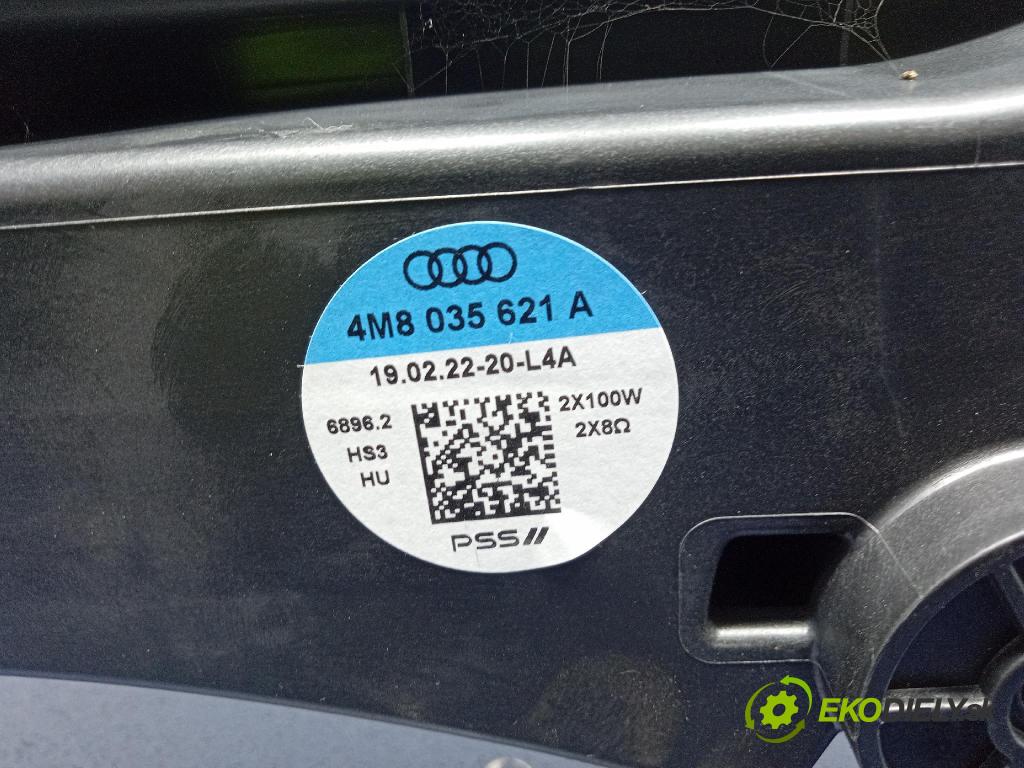 4M8 035 621 A
19.02.22-20-L4A
6896.2
HS3
HU
2X100W
2X8Ω
PSS
EKODIELY